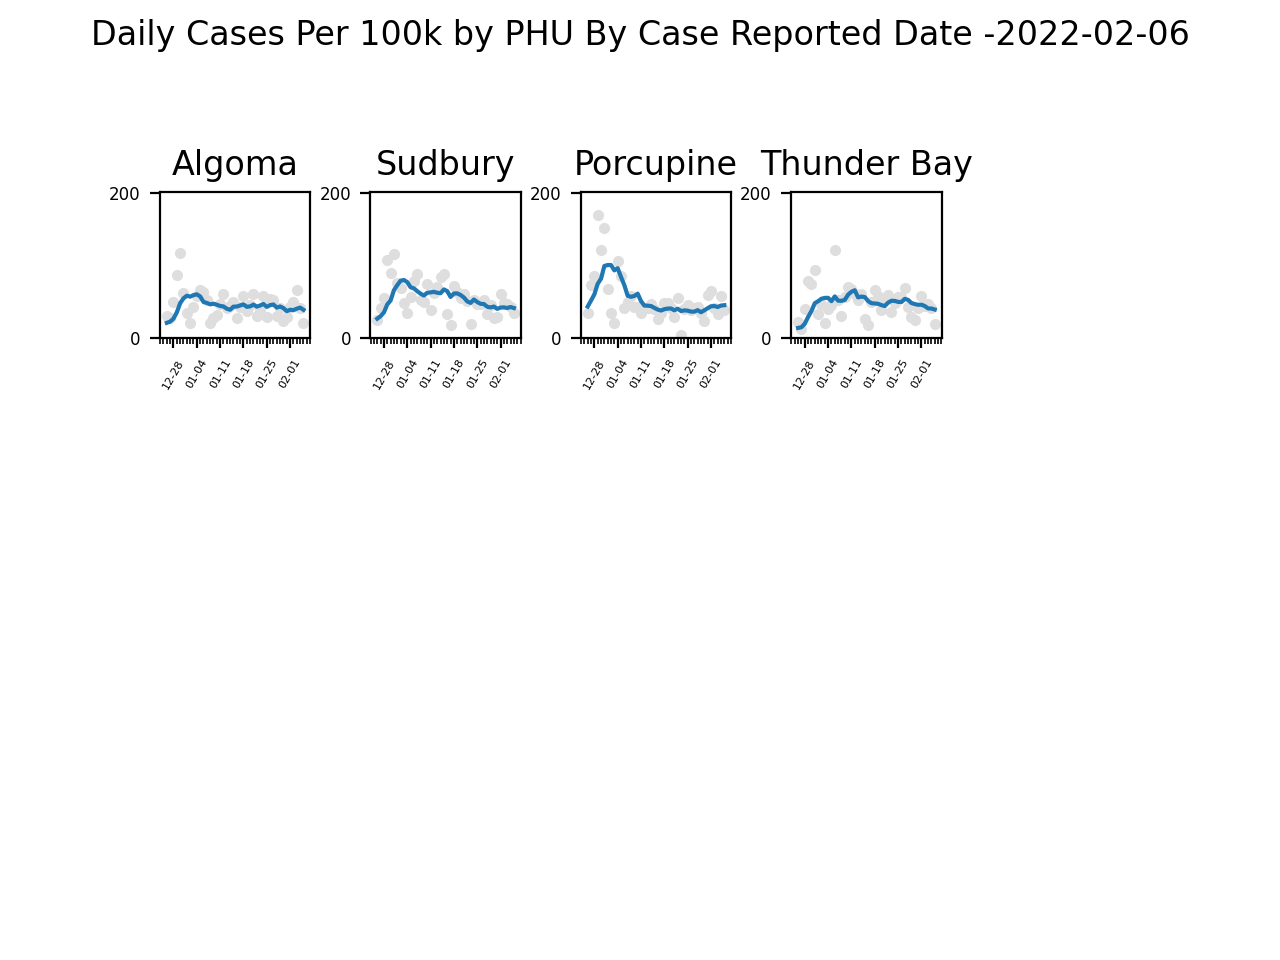 Daily Cases Per 100k by PHU By Case Reported Date -2022-02-06
Algoma Sudbury Porcupine Thunder Bay
200 200 200 200
0 0 0 0
12-28 01-04 01-11 01-18 01-25 02-01 12-28 01-04 01-11 01-18 01-25 02-01 12-28 01-04 01-11 01-18 01-25 02-01 12-28 01-04 01-11 01-18 01-25 02-01